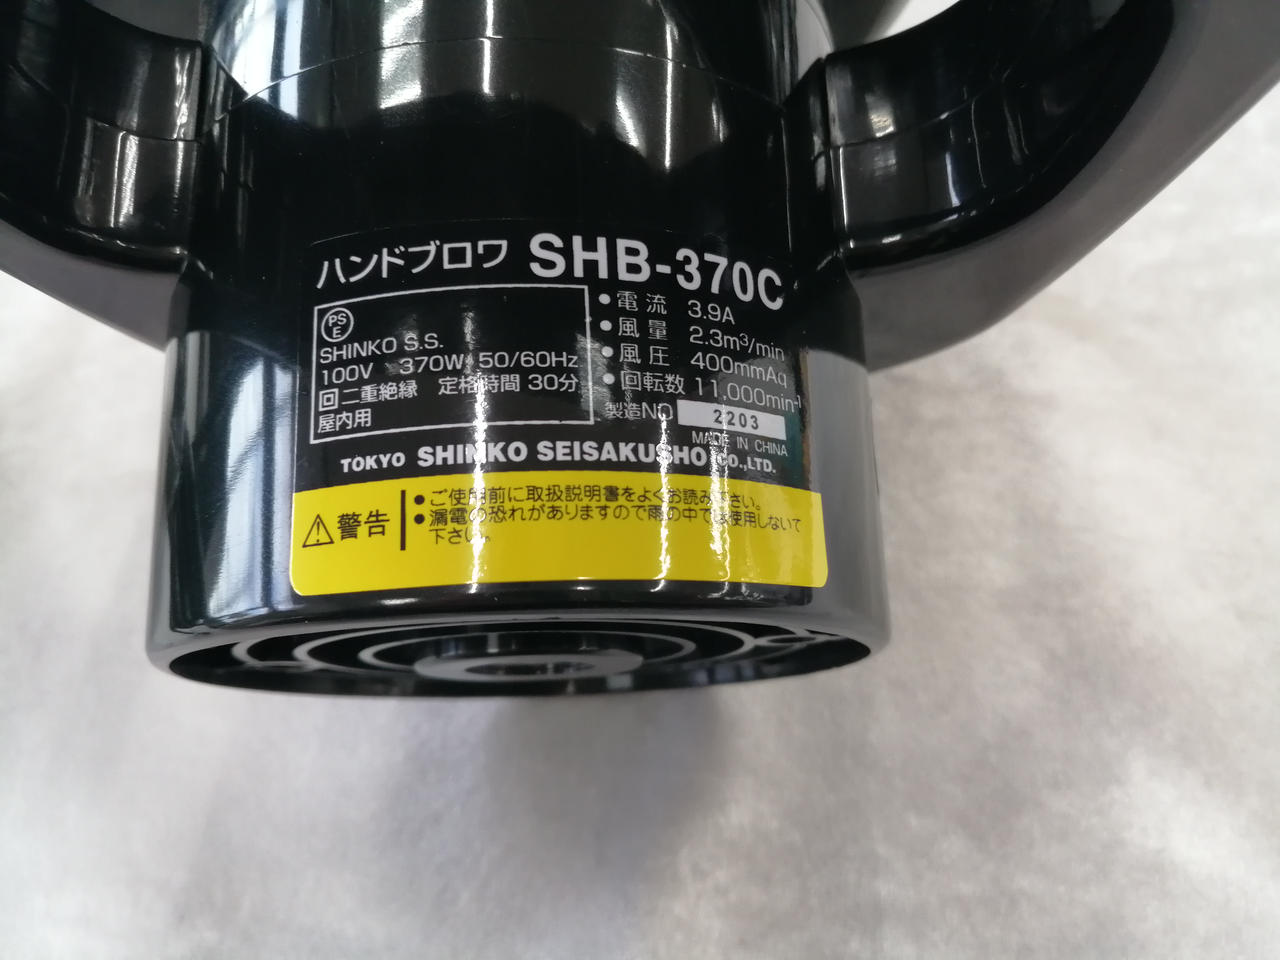 ハンドブロワ SHB-370C
PS E
SHINKO S.S.
100V 370W 50/60Hz
回 二重絶縁 定格時間 30分
屋内用
●電流 3.9A
●風量 2.3m³/min
●風圧 400mmAq
●回転数 11,000min⁻¹
製造NO 2203
MADE IN CHINA
TOKYO SHINKO SEISAKUSHO CO.,LTD.
⚠警告
●ご使用前に取扱説明書をよくお読み下さい。
●漏電の恐れがありますので雨の中では使用しないで
下さい。